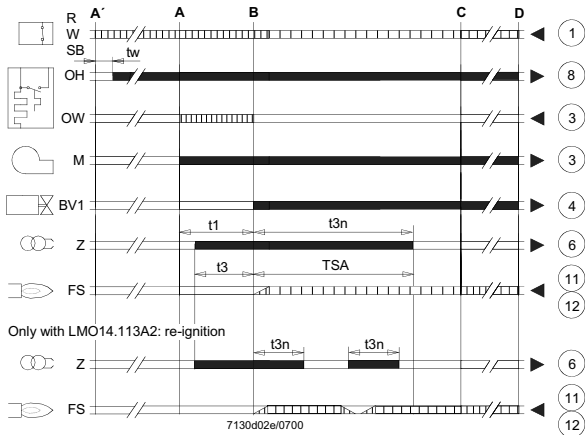 R A´ A B C D
W 1
SB tw
OH 8
OW 3
M 3
BV1 4
t1 t3n
Z 6
t3 TSA
FS 11
12
Only with LMO14.113A2: re-ignition
t3n t3n
Z 6
FS 11
7130d02e/0700 12